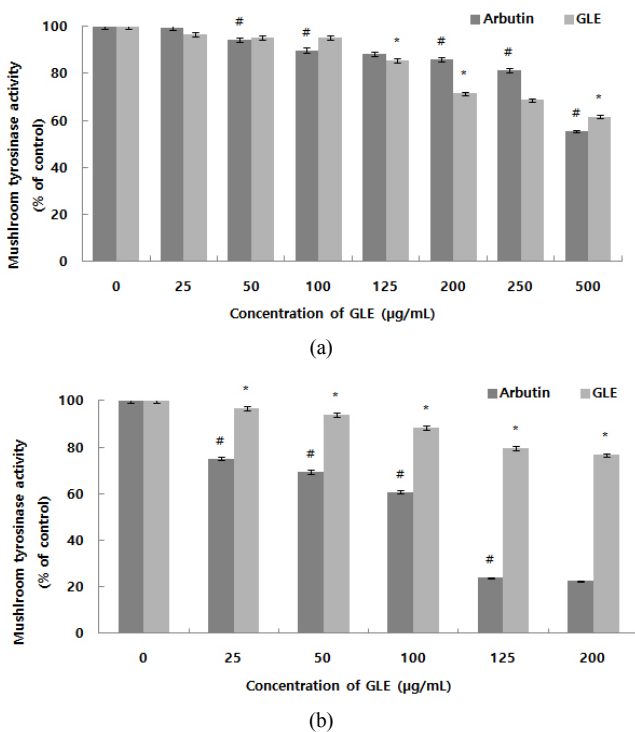 Arbutin GLE
100
80
60
40
20
0
Mushlroom tyrosinase activity
(% of control)
# # * # * # # *
0 25 50 100 125 200 250 500
Concentration of GLE (µg/mL)
(a)
Arbutin GLE
100
80
60
40
20
0
Mushlroom tyrosinase activity
(% of control)
# * # * # * # * *
0 25 50 100 125 200
Concentration of GLE (µg/mL)
(b)